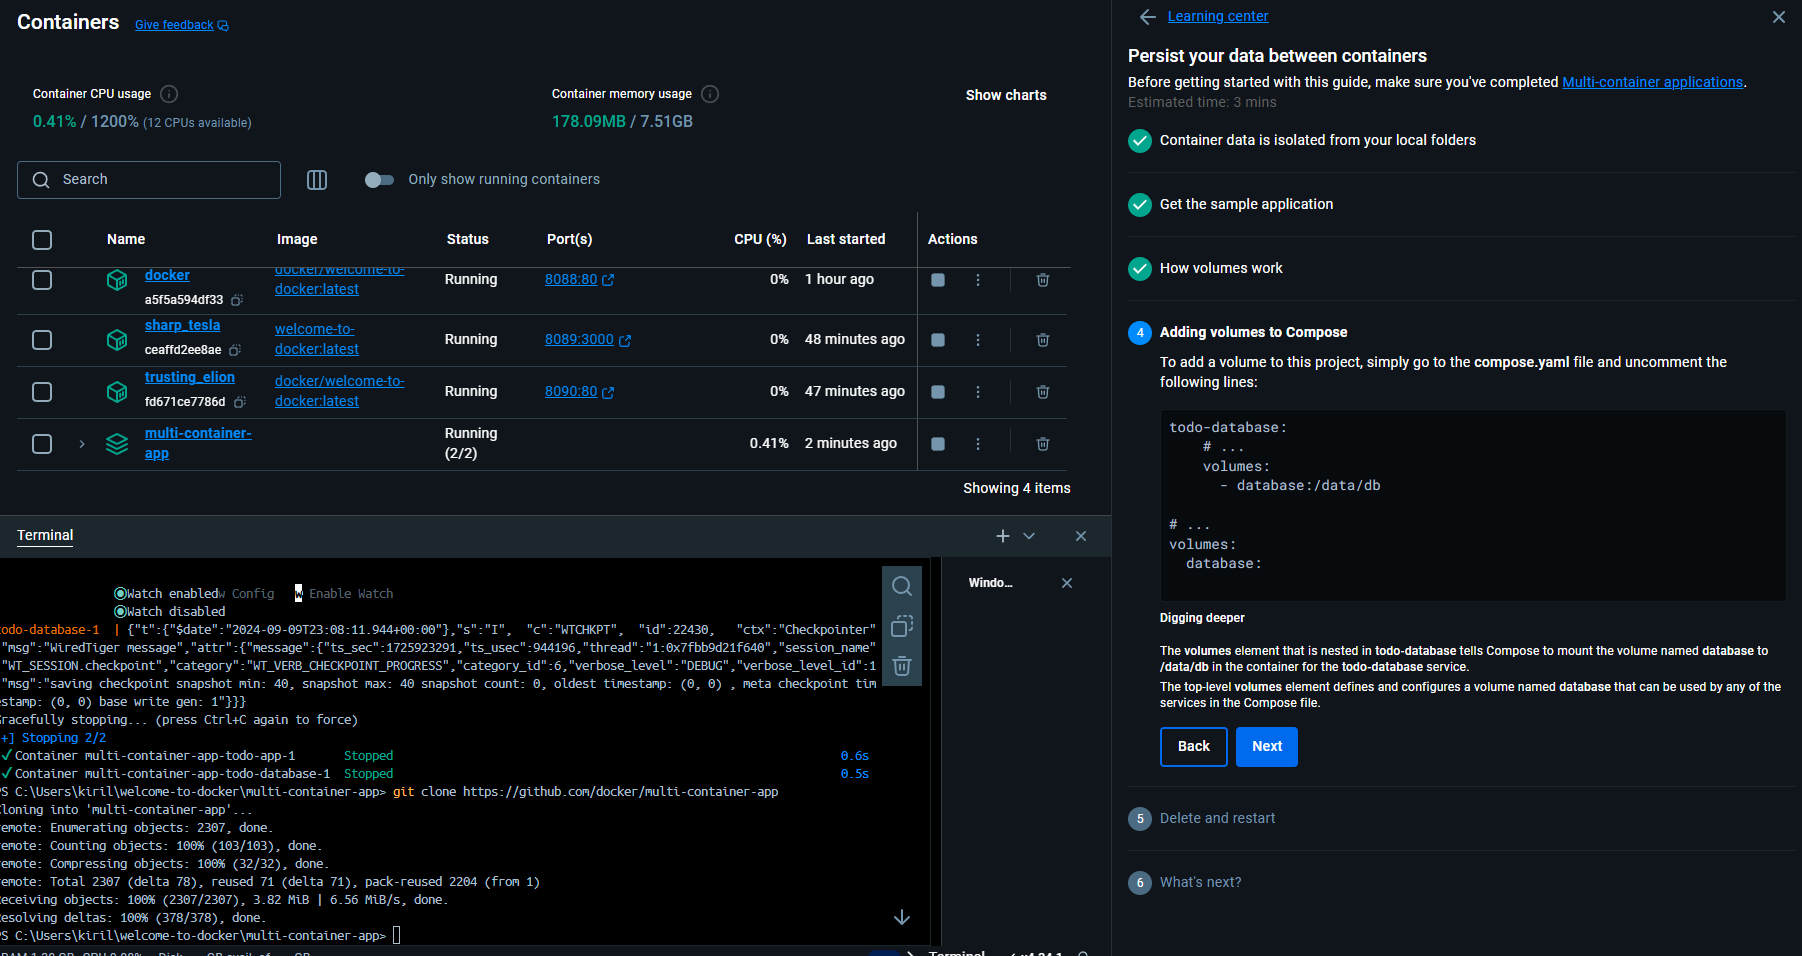 Containers
Give feedback
Container CPU usage
0.41% / 1200% (12 CPUs available)
Container memory usage
178.09MB / 7.51GB
Show charts
Search
Only show running containers
Name Image Status Port(s) CPU (%) Last started Actions
docker docker/welcome-to-docker:latest Running 8088:80 0% 1 hour ago
a5f5a594df33
sharp_tesla welcome-to-docker:latest Running 8089:3000 0% 48 minutes ago
ceaffd2ee8ae
trusting_elion docker/welcome-to-docker:latest Running 8090:80 0% 47 minutes ago
fd671ce7786d
multi-container-app Running (2/2) 0.41% 2 minutes ago
Showing 4 items
Terminal
Windo...
Watch enabledw Config w Enable Watch
Watch disabled
odo-database-1 | {"t":{"$date":"2024-09-09T23:08:11.944+00:00"},"s":"I", "c":"WTCHKPT", "id":22430, "ctx":"Checkpointer"
"msg":"WiredTiger message","attr":{"message":{"ts_sec":1725923291,"ts_usec":944196,"thread":"1:0x7fbb9d21f640","session_name"
"WT_SESSION.checkpoint","category":"WT_VERB_CHECKPOINT_PROGRESS","category_id":6,"verbose_level":"DEBUG","verbose_level_id":1
"msg":"saving checkpoint snapshot min: 40, snapshot max: 40 snapshot count: 0, oldest timestamp: (0, 0) , meta checkpoint tim
estamp: (0, 0) base write gen: 1"}}}
racefully stopping... (press Ctrl+C again to force)
+] Stopping 2/2
✓Container multi-container-app-todo-app-1 Stopped 0.6s
✓Container multi-container-app-todo-database-1 Stopped 0.5s
PS C:\Users\kiril\welcome-to-docker\multi-container-app> git clone https://github.com/docker/multi-container-app
loning into 'multi-container-app'...
emote: Enumerating objects: 2307, done.
emote: Counting objects: 100% (103/103), done.
emote: Compressing objects: 100% (32/32), done.
emote: Total 2307 (delta 78), reused 71 (delta 71), pack-reused 2204 (from 1)
eceiving objects: 100% (2307/2307), 3.82 MiB | 6.56 MiB/s, done.
esolving deltas: 100% (378/378), done.
PS C:\Users\kiril\welcome-to-docker\multi-container-app>
Learning center
Persist your data between containers
Before getting started with this guide, make sure you've completed Multi-container applications.
Estimated time: 3 mins
Container data is isolated from your local folders
Get the sample application
How volumes work
4 Adding volumes to Compose
To add a volume to this project, simply go to the compose.yaml file and uncomment the
following lines:
todo-database:
# ...
volumes:
- database:/data/db
# ...
volumes:
database:
Digging deeper
The volumes element that is nested in todo-database tells Compose to mount the volume named database to
/data/db in the container for the todo-database service.
The top-level volumes element defines and configures a volume named database that can be used by any of the
services in the Compose file.
Back Next
5 Delete and restart
6 What's next?